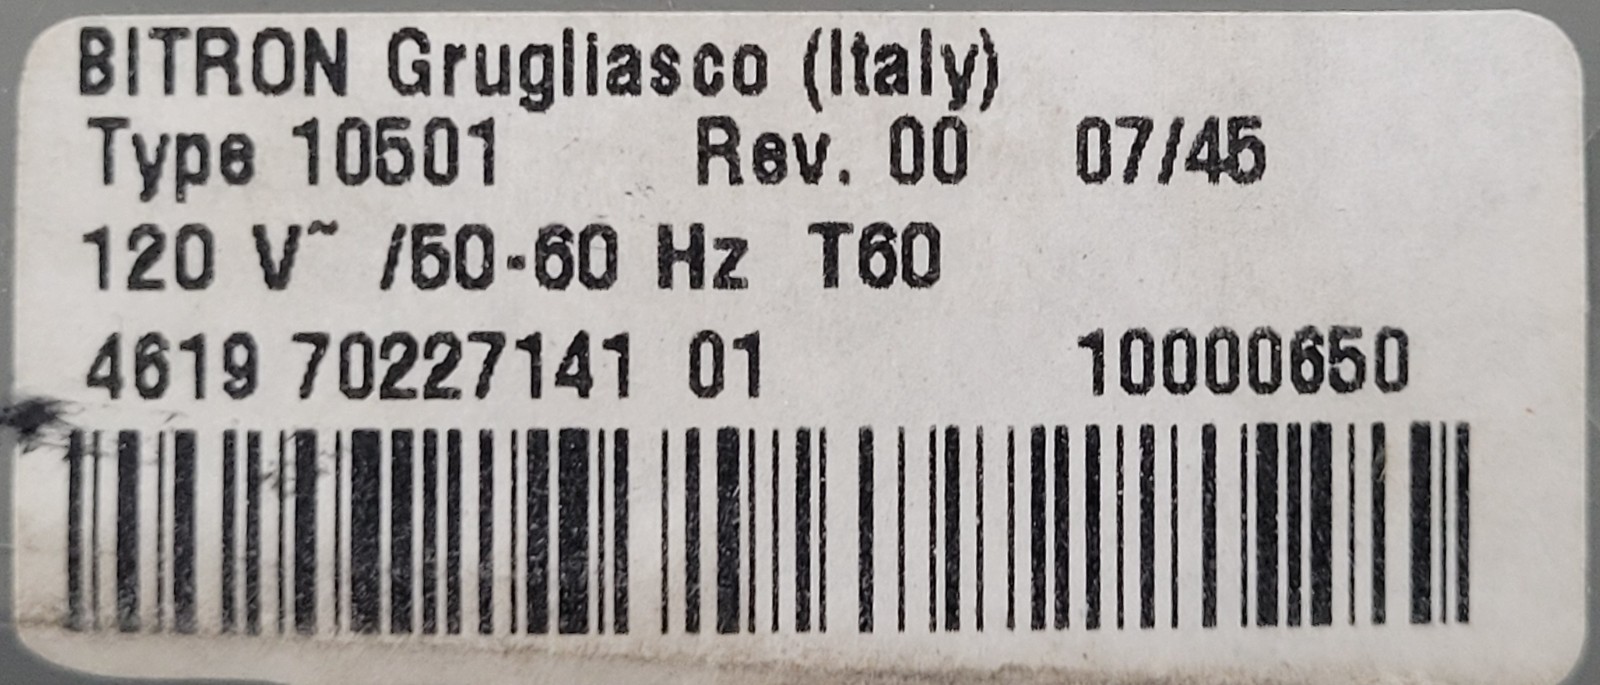 BITRON Grugliasco (Italy)
Type 10501 Rev. 00 07/45
120 V~ /50-60 Hz T60
4619 70227141 01 10000650